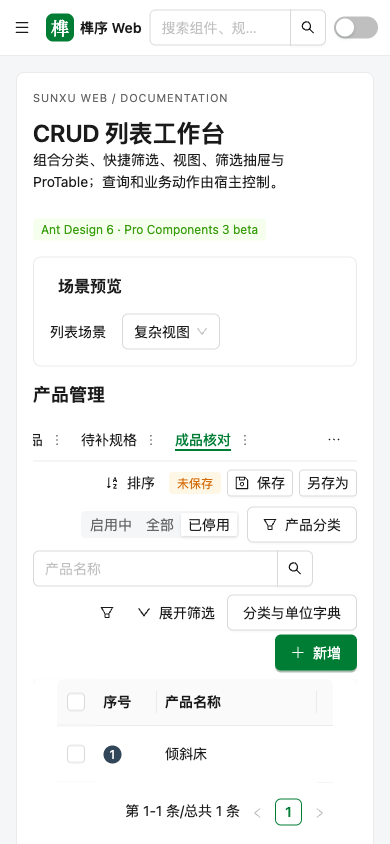 榫 榫序 Web 搜索组件、规...
SUNXU WEB / DOCUMENTATION
CRUD 列表工作台
组合分类、快捷筛选、视图、筛选抽屉与
ProTable；查询和业务动作由宿主控制。
Ant Design 6 · Pro Components 3 beta
场景预览
列表场景 复杂视图
产品管理
品 待补规格 成品核对 ...
排序 未保存 保存 另存为
启用中 全部 已停用 产品分类
产品名称
展开筛选 分类与单位字典
新增
序号 产品名称
1 倾斜床
第 1-1 条/总共 1 条 1